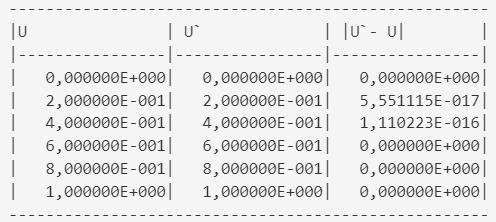 ------------------------------------------------
|U              | U`            | |U`- U|       |
|---------------|---------------|---------------|
|   0,000000E+000|   0,000000E+000|   0,000000E+000|
|   2,000000E-001|   2,000000E-001|   5,551115E-017|
|   4,000000E-001|   4,000000E-001|   1,110223E-016|
|   6,000000E-001|   6,000000E-001|   0,000000E+000|
|   8,000000E-001|   8,000000E-001|   0,000000E+000|
|   1,000000E+000|   1,000000E+000|   0,000000E+000|
------------------------------------------------